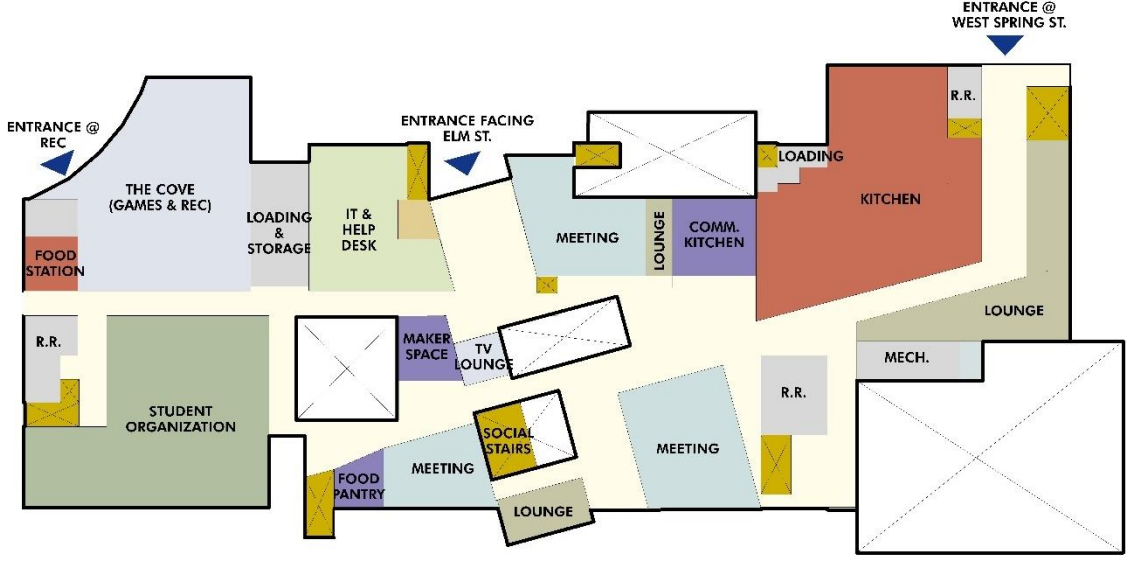 ENTRANCE @
WEST SPRING ST.
ENTRANCE @
REC
ENTRANCE FACING
ELM ST.
R.R.
LOADING
THE COVE
(GAMES & REC)
LOADING
&
STORAGE
IT &
HELP
DESK
MEETING
LOUNGE
COMM.
KITCHEN
KITCHEN
FOOD
STATION
LOUNGE
R.R.
MAKER
SPACE
TV
LOUNGE
MECH.
R.R.
STUDENT
ORGANIZATION
SOCIAL
STAIRS
MEETING
MEETING
FOOD
PANTRY
LOUNGE